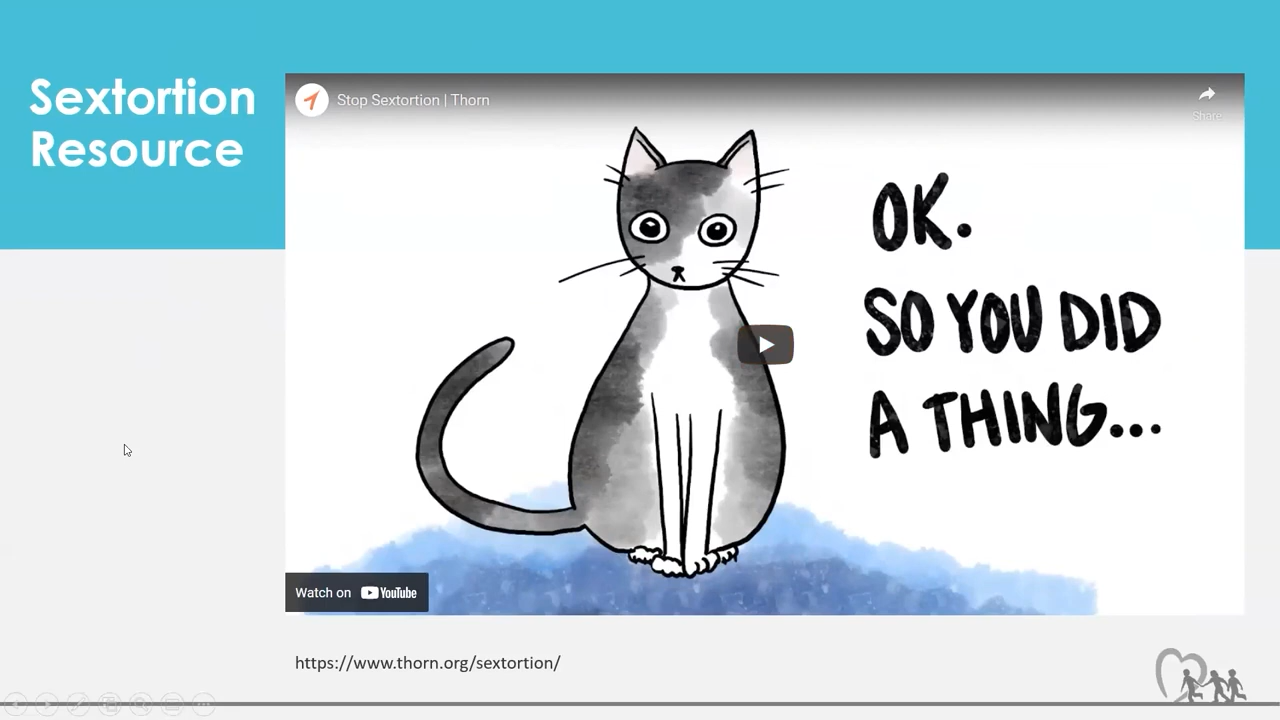 Sextortion
Resource
Stop Sextortion | Thorn
Share
OK.
SO YOU DID
A THING...
Watch on YouTube
https://www.thorn.org/sextortion/